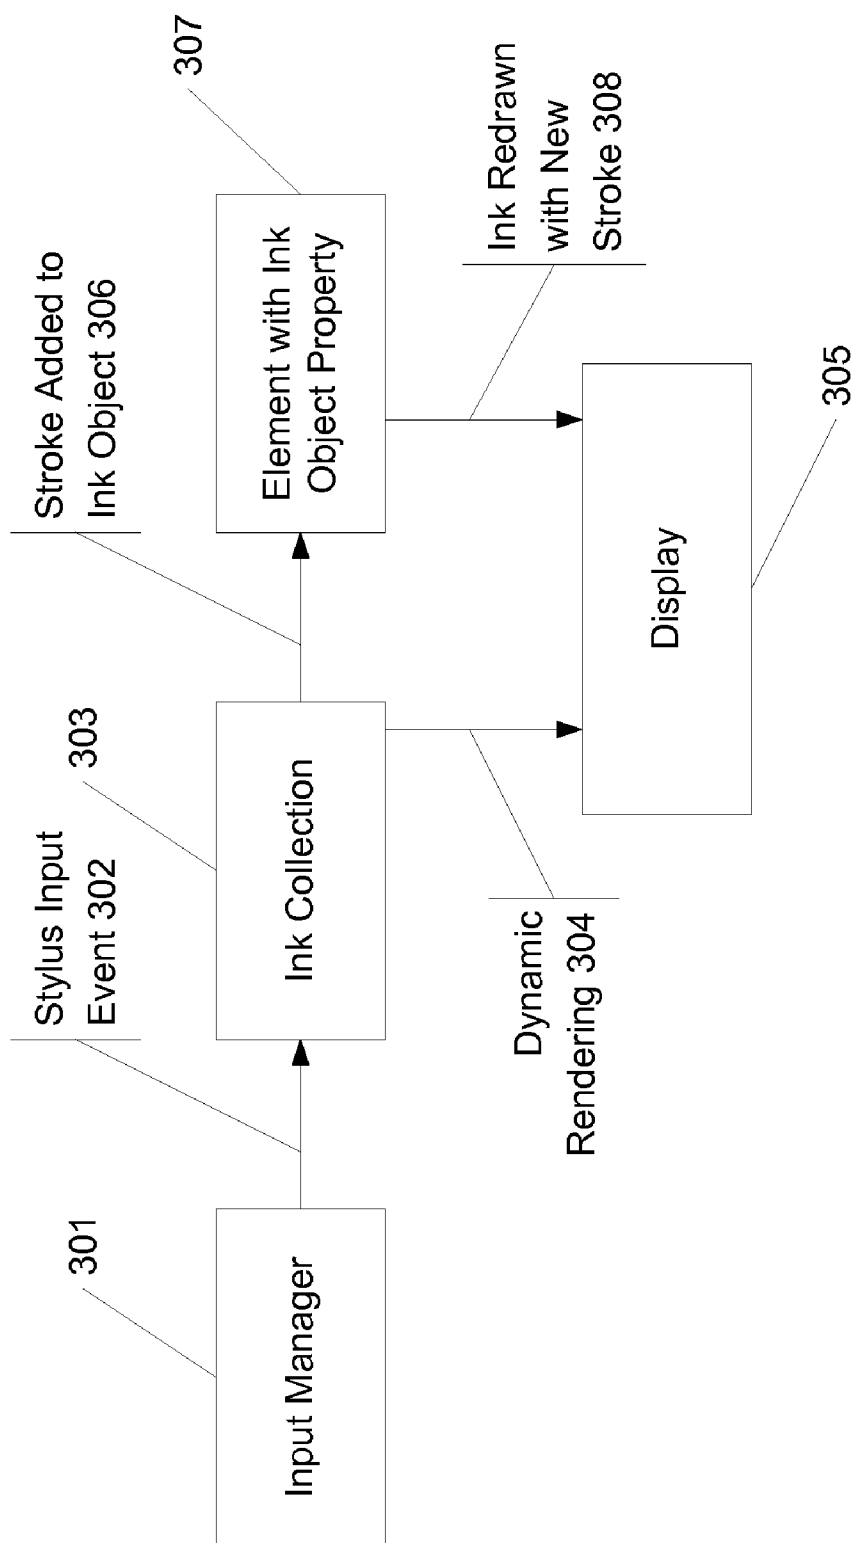 301
Input Manager
Stylus Input
Event 302
303
Ink Collection
Dynamic
Rendering 304
Stroke Added to
Ink Object 306
307
Element with Ink
Object Property
Ink Redrawn
with New
Stroke 308
Display
305